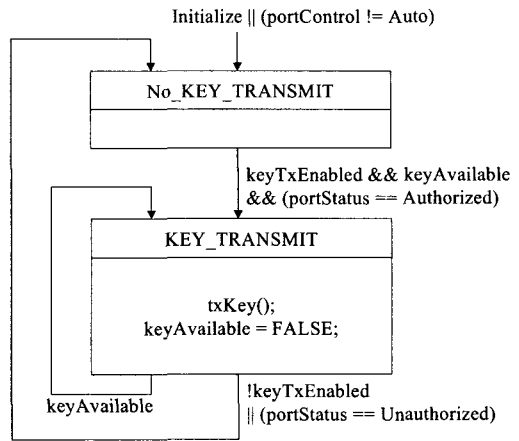 Initialize || (portControl != Auto)
No_KEY_TRANSMIT
keyTxEnabled && keyAvailable
&& (portStatus == Authorized)
KEY_TRANSMIT
txKey();
keyAvailable = FALSE;
keyAvailable
!keyTxEnabled
|| (portStatus == Unauthorized)